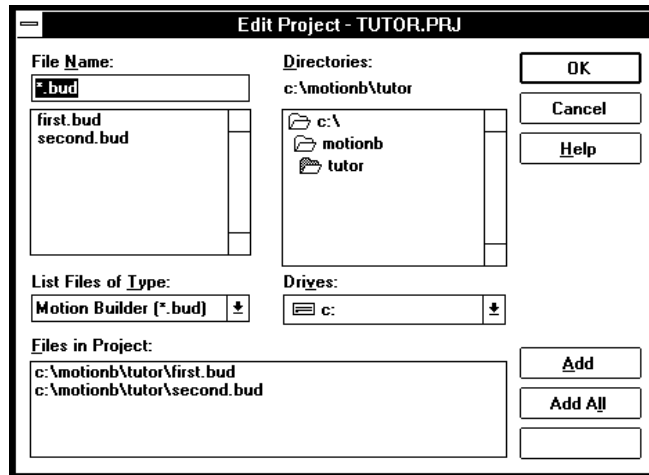 Edit Project - TUTOR.PRJ
File Name:
*.bud
first.bud
second.bud
Directories:
c:\motionb\tutor
c:\
motionb
tutor
OK
Cancel
Help
List Files of Type:
Motion Builder (*.bud)
Drives:
c:
Files in Project:
c:\motionb\tutor\first.bud
c:\motionb\tutor\second.bud
Add
Add All